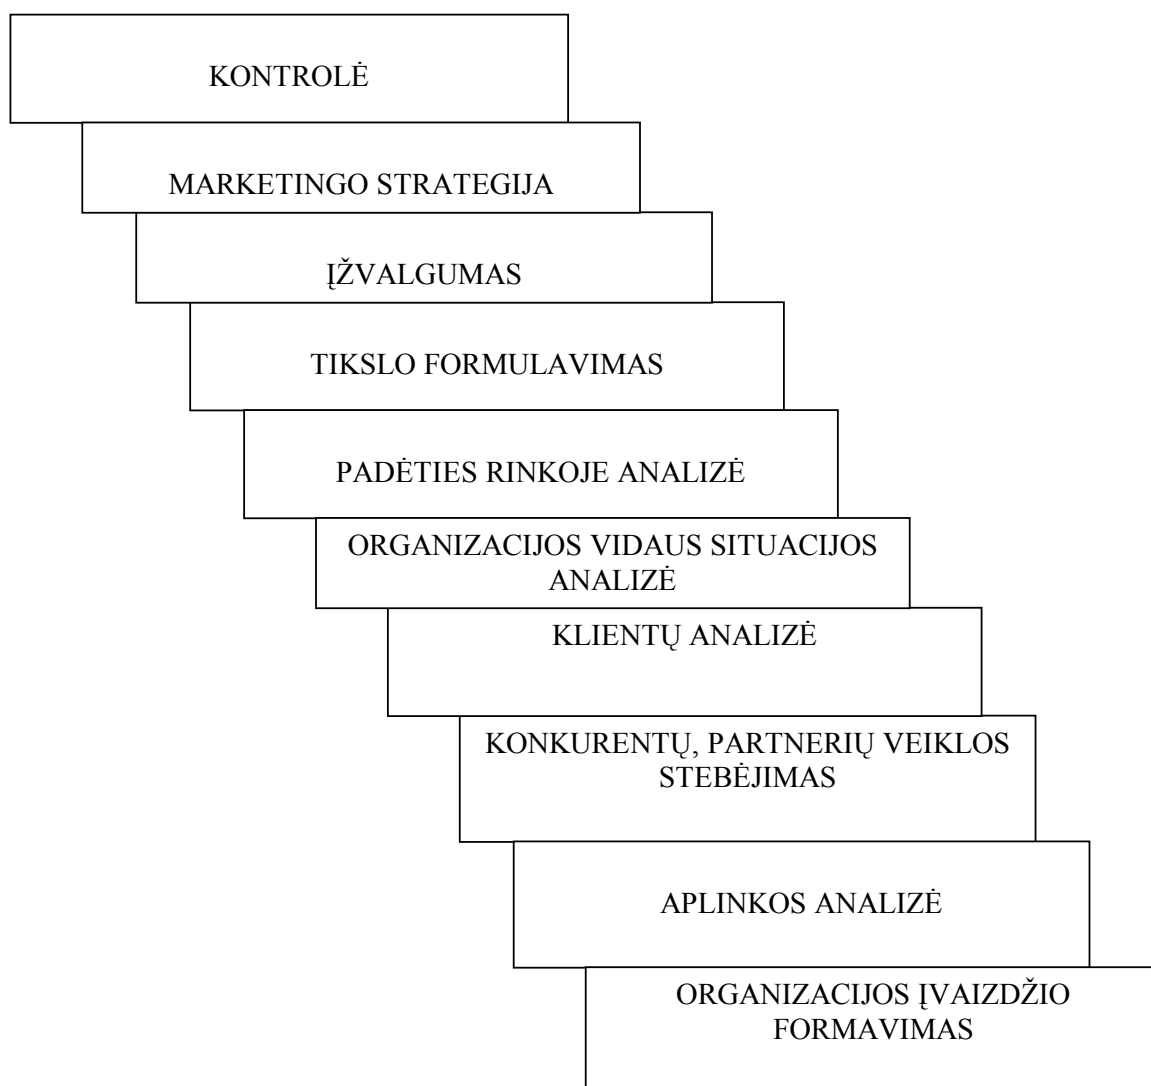 KONTROLĖ
MARKETINGO STRATEGIJA
ĮŽVALGUMAS
TIKSLO FORMULAVIMAS
PADĖTIES RINKOJE ANALIZĖ
ORGANIZACIJOS VIDAUS SITUACIJOS
ANALIZĖ
KLIENTŲ ANALIZĖ
KONKURENTŲ, PARTNERIŲ VEIKLOS
STEBĖJIMAS
APLINKOS ANALIZĖ
ORGANIZACIJOS ĮVAIZDŽIO
FORMAVIMAS